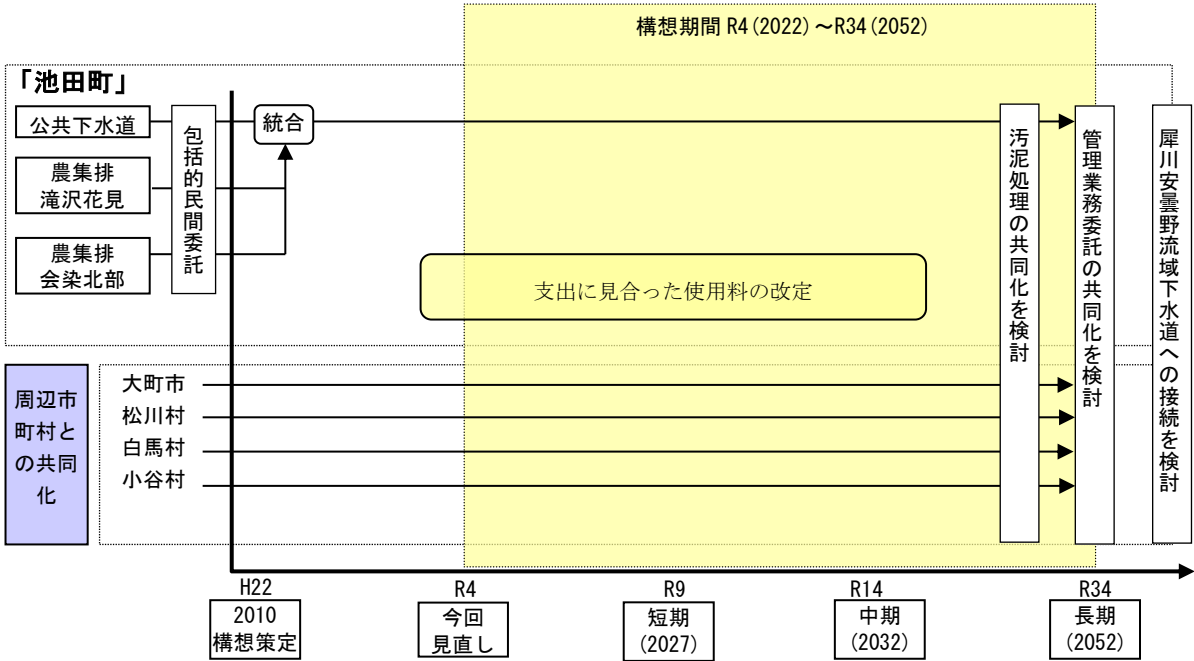 構想期間 R4(2022)～R34(2052)
「池田町」
公共下水道
農集排
滝沢花見
農集排
会染北部
包括的民間委託
統合
支出に見合った使用料の改定
汚泥処理の共同化を検討
管理業務委託の共同化を検討
犀川安曇野流域下水道への接続を検討
周辺市
町村と
の共同
化
大町市
松川村
白馬村
小谷村
H22
2010
構想策定
R4
今回
見直し
R9
短期
(2027)
R14
中期
(2032)
R34
長期
(2052)